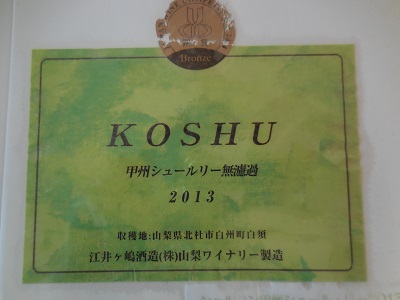 Bronze
KOSHU
甲州シュールリー無濾過
2013
収穫地:山梨県北杜市白州町白須
江井ヶ嶋酒造(株)山梨ワイナリー製造